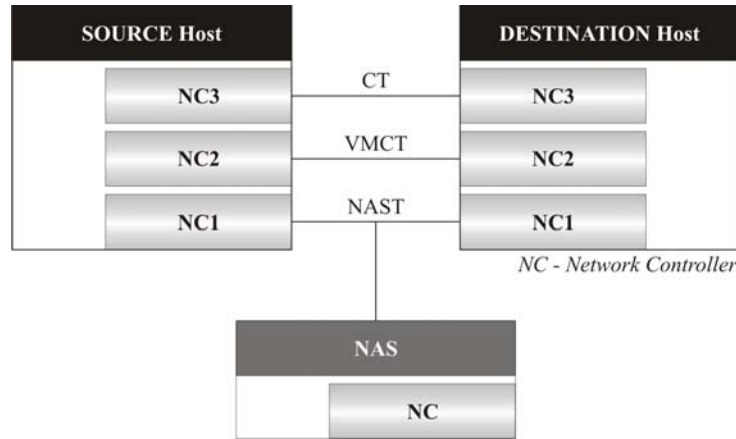 SOURCE Host
DESTINATION Host
NC3
CT
NC3
NC2
VMCT
NC2
NC1
NAST
NC1
NC - Network Controller
NAS
NC